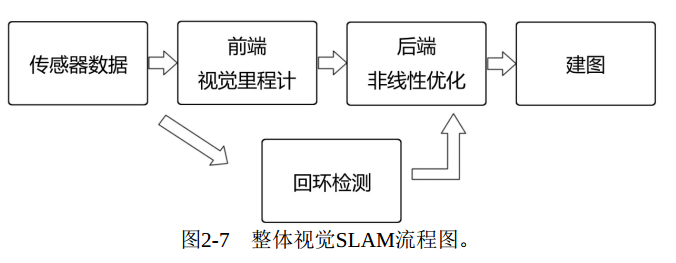 传感器数据
前端
视觉里程计
后端
非线性优化
建图
回环检测
图2-7 整体视觉SLAM流程图。